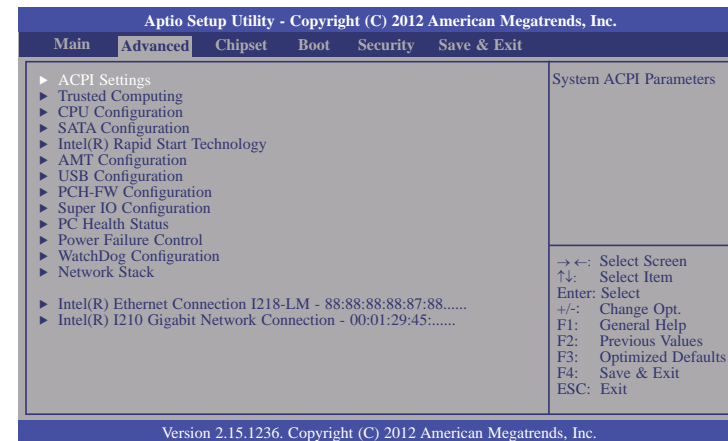 Aptio Setup Utility - Copyright (C) 2012 American Megatrends, Inc.
Main Advanced Chipset Boot Security Save & Exit
► ACPI Settings
► Trusted Computing
► CPU Configuration
► SATA Configuration
► Intel(R) Rapid Start Technology
► AMT Configuration
► USB Configuration
► PCH-FW Configuration
► Super IO Configuration
► PC Health Status
► Power Failure Control
► WatchDog Configuration
► Network Stack
► Intel(R) Ethernet Connection I218-LM - 88:88:88:88:87:88......
► Intel(R) I210 Gigabit Network Connection - 00:01:29:45:......
System ACPI Parameters
→←: Select Screen
↑↓: Select Item
Enter: Select
+/-: Change Opt.
F1: General Help
F2: Previous Values
F3: Optimized Defaults
F4: Save & Exit
ESC: Exit
Version 2.15.1236. Copyright (C) 2012 American Megatrends, Inc.